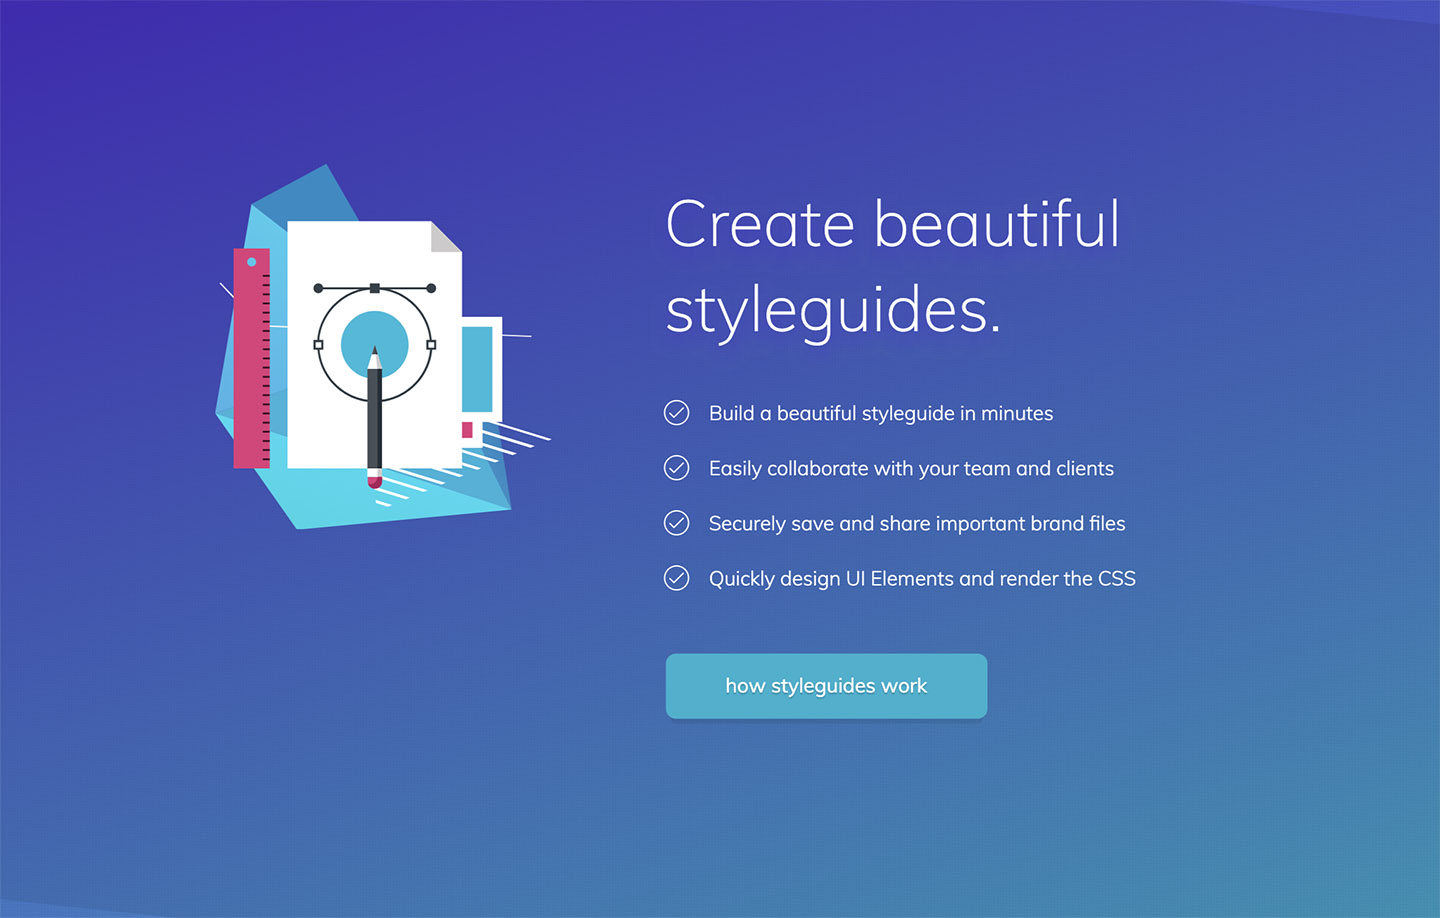 Create beautiful
styleguides.
Build a beautiful styleguide in minutes
Easily collaborate with your team and clients
Securely save and share important brand files
Quickly design UI Elements and render the CSS
how styleguides work